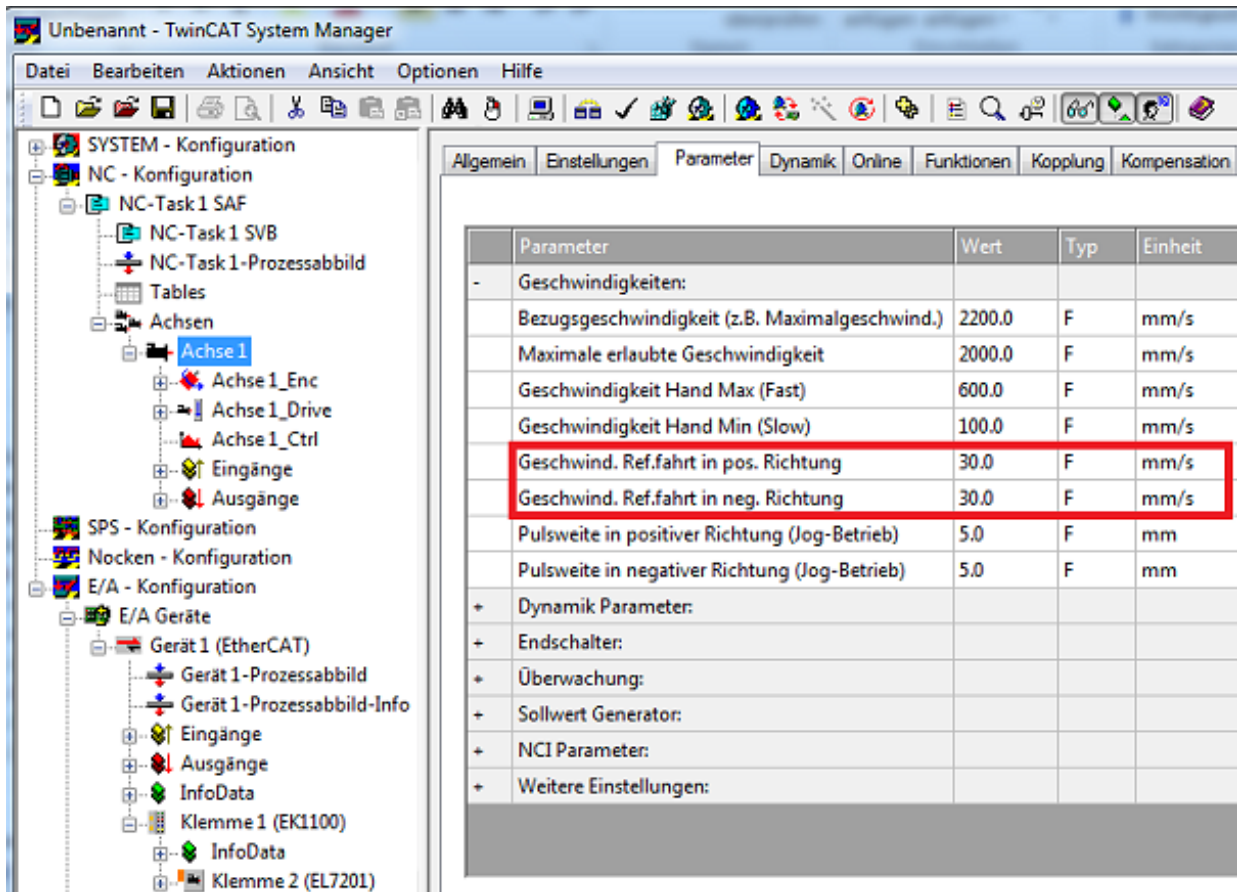 Unbenannt - TwinCAT System Manager
Datei Bearbeiten Aktionen Ansicht Optionen Hilfe
SYSTEM - Konfiguration
NC - Konfiguration
NC-Task 1 SAF
NC-Task 1 SVB
NC-Task 1-Prozessabbild
Tables
Achsen
Achse 1
Achse 1_Enc
Achse 1_Drive
Achse 1_Ctrl
Eingänge
Ausgänge
SPS - Konfiguration
Nocken - Konfiguration
E/A - Konfiguration
E/A Geräte
Gerät 1 (EtherCAT)
Gerät 1-Prozessabbild
Gerät 1-Prozessabbild-Info
Eingänge
Ausgänge
InfoData
Klemme 1 (EK1100)
InfoData
Klemme 2 (EL7201)
Allgemein Einstellungen Parameter Dynamik Online Funktionen Kopplung Kompensation
Parameter Wert Typ Einheit
- Geschwindigkeiten:
Bezugsgeschwindigkeit (z.B. Maximalgeschwind.) 2200.0 F mm/s
Maximale erlaubte Geschwindigkeit 2000.0 F mm/s
Geschwindigkeit Hand Max (Fast) 600.0 F mm/s
Geschwindigkeit Hand Min (Slow) 100.0 F mm/s
Geschwind. Ref.fahrt in pos. Richtung 30.0 F mm/s
Geschwind. Ref.fahrt in neg. Richtung 30.0 F mm/s
Pulsweite in positiver Richtung (Jog-Betrieb) 5.0 F mm
Pulsweite in negativer Richtung (Jog-Betrieb) 5.0 F mm
+ Dynamik Parameter:
+ Endschalter:
+ Überwachung:
+ Sollwert Generator:
+ NCI Parameter:
+ Weitere Einstellungen: